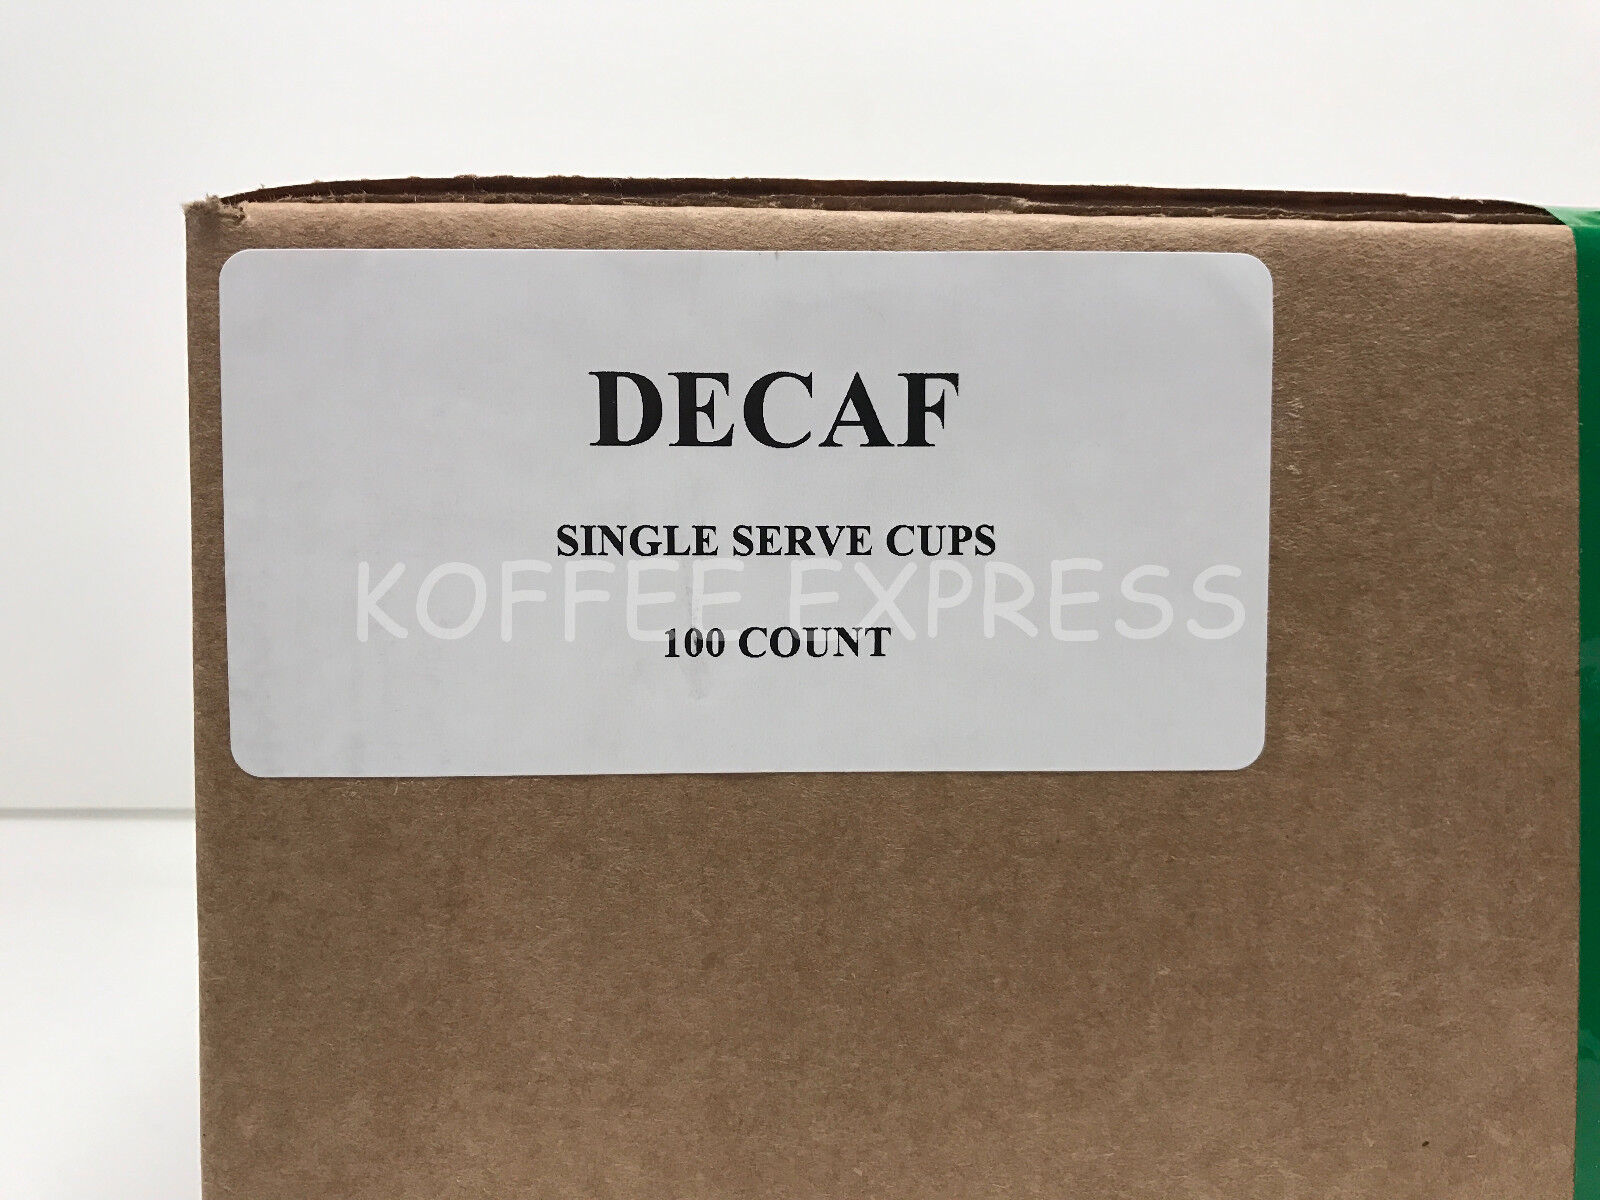 DECAF
SINGLE SERVE CUPS
KOFFEE EXPRESS
100 COUNT